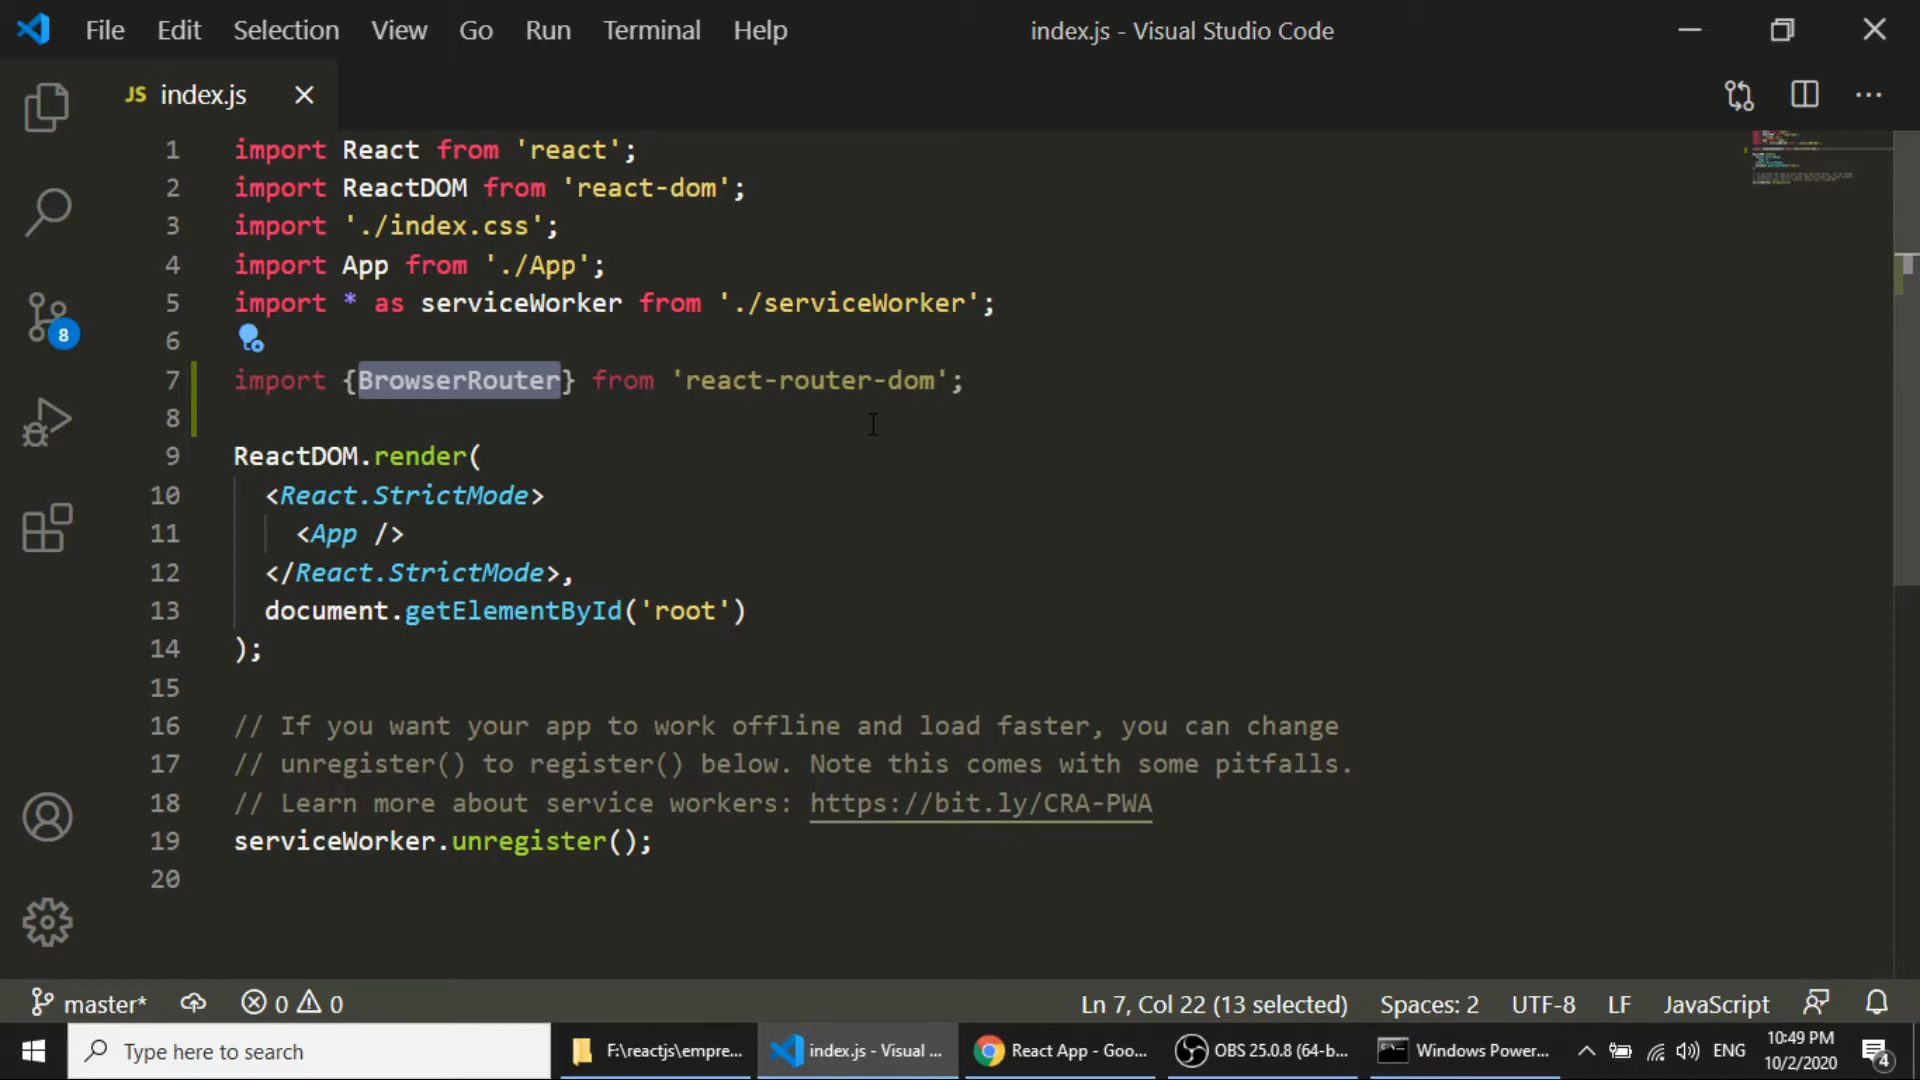 File Edit Selection View Go Run Terminal Help index.js - Visual Studio Code
JS index.js
1 import React from 'react';
2 import ReactDOM from 'react-dom';
3 import './index.css';
4 import App from './App';
5 import * as serviceWorker from './serviceWorker';
6
7 import {BrowserRouter} from 'react-router-dom';
8
9 ReactDOM.render(
10 <React.StrictMode>
11 <App />
12 </React.StrictMode>,
13 document.getElementById('root')
14 );
15
16 // If you want your app to work offline and load faster, you can change
17 // unregister() to register() below. Note this comes with some pitfalls.
18 // Learn more about service workers: https://bit.ly/CRA-PWA
19 serviceWorker.unregister();
20
8
master* 0 0 Ln 7, Col 22 (13 selected) Spaces: 2 UTF-8 LF JavaScript
Type here to search F:\reactjs\empre... index.js - Visual ... React App - Goo... OBS 25.0.8 (64-b... Windows Power... ENG 10:49 PM
10/2/2020 4